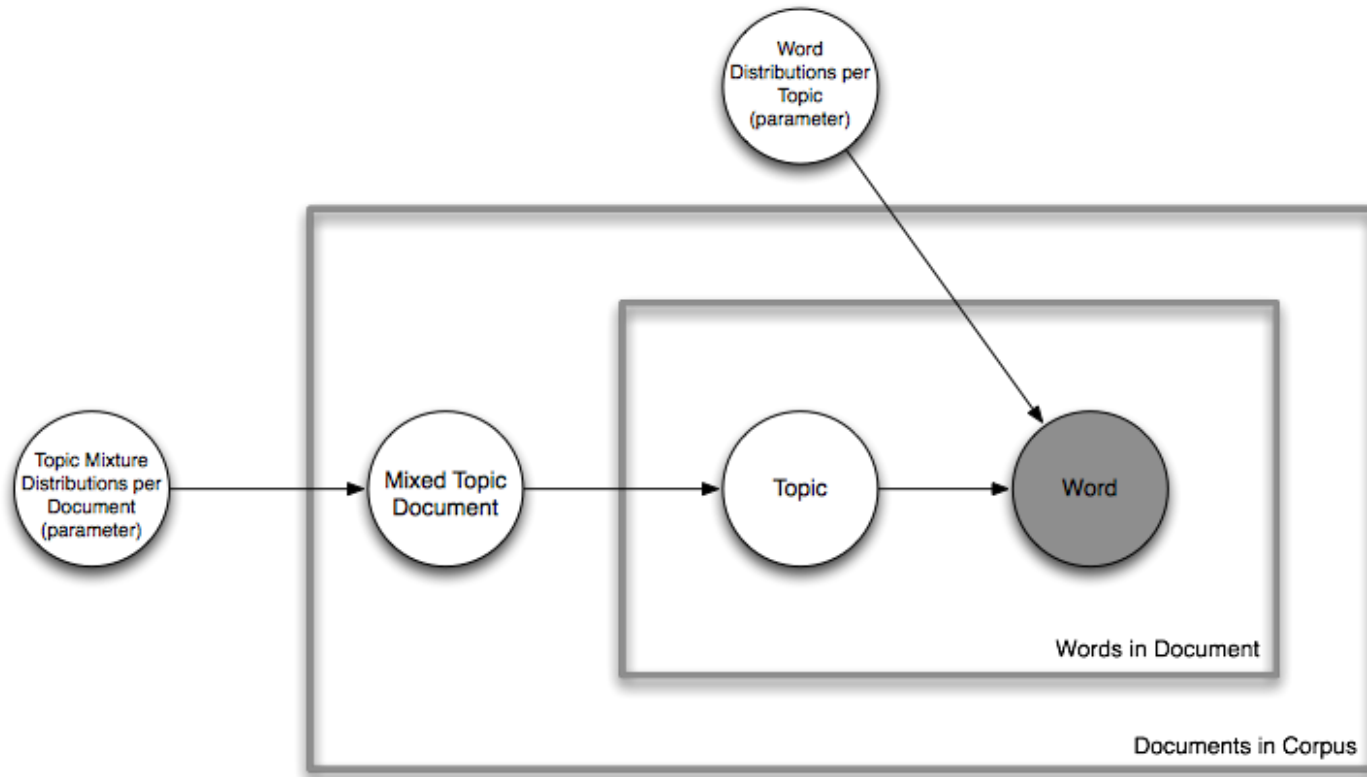 Word
Distributions per
Topic
(parameter)
Topic Mixture
Distributions per
Document
(parameter)
Mixed Topic
Document
Topic
Word
Words in Document
Documents in Corpus